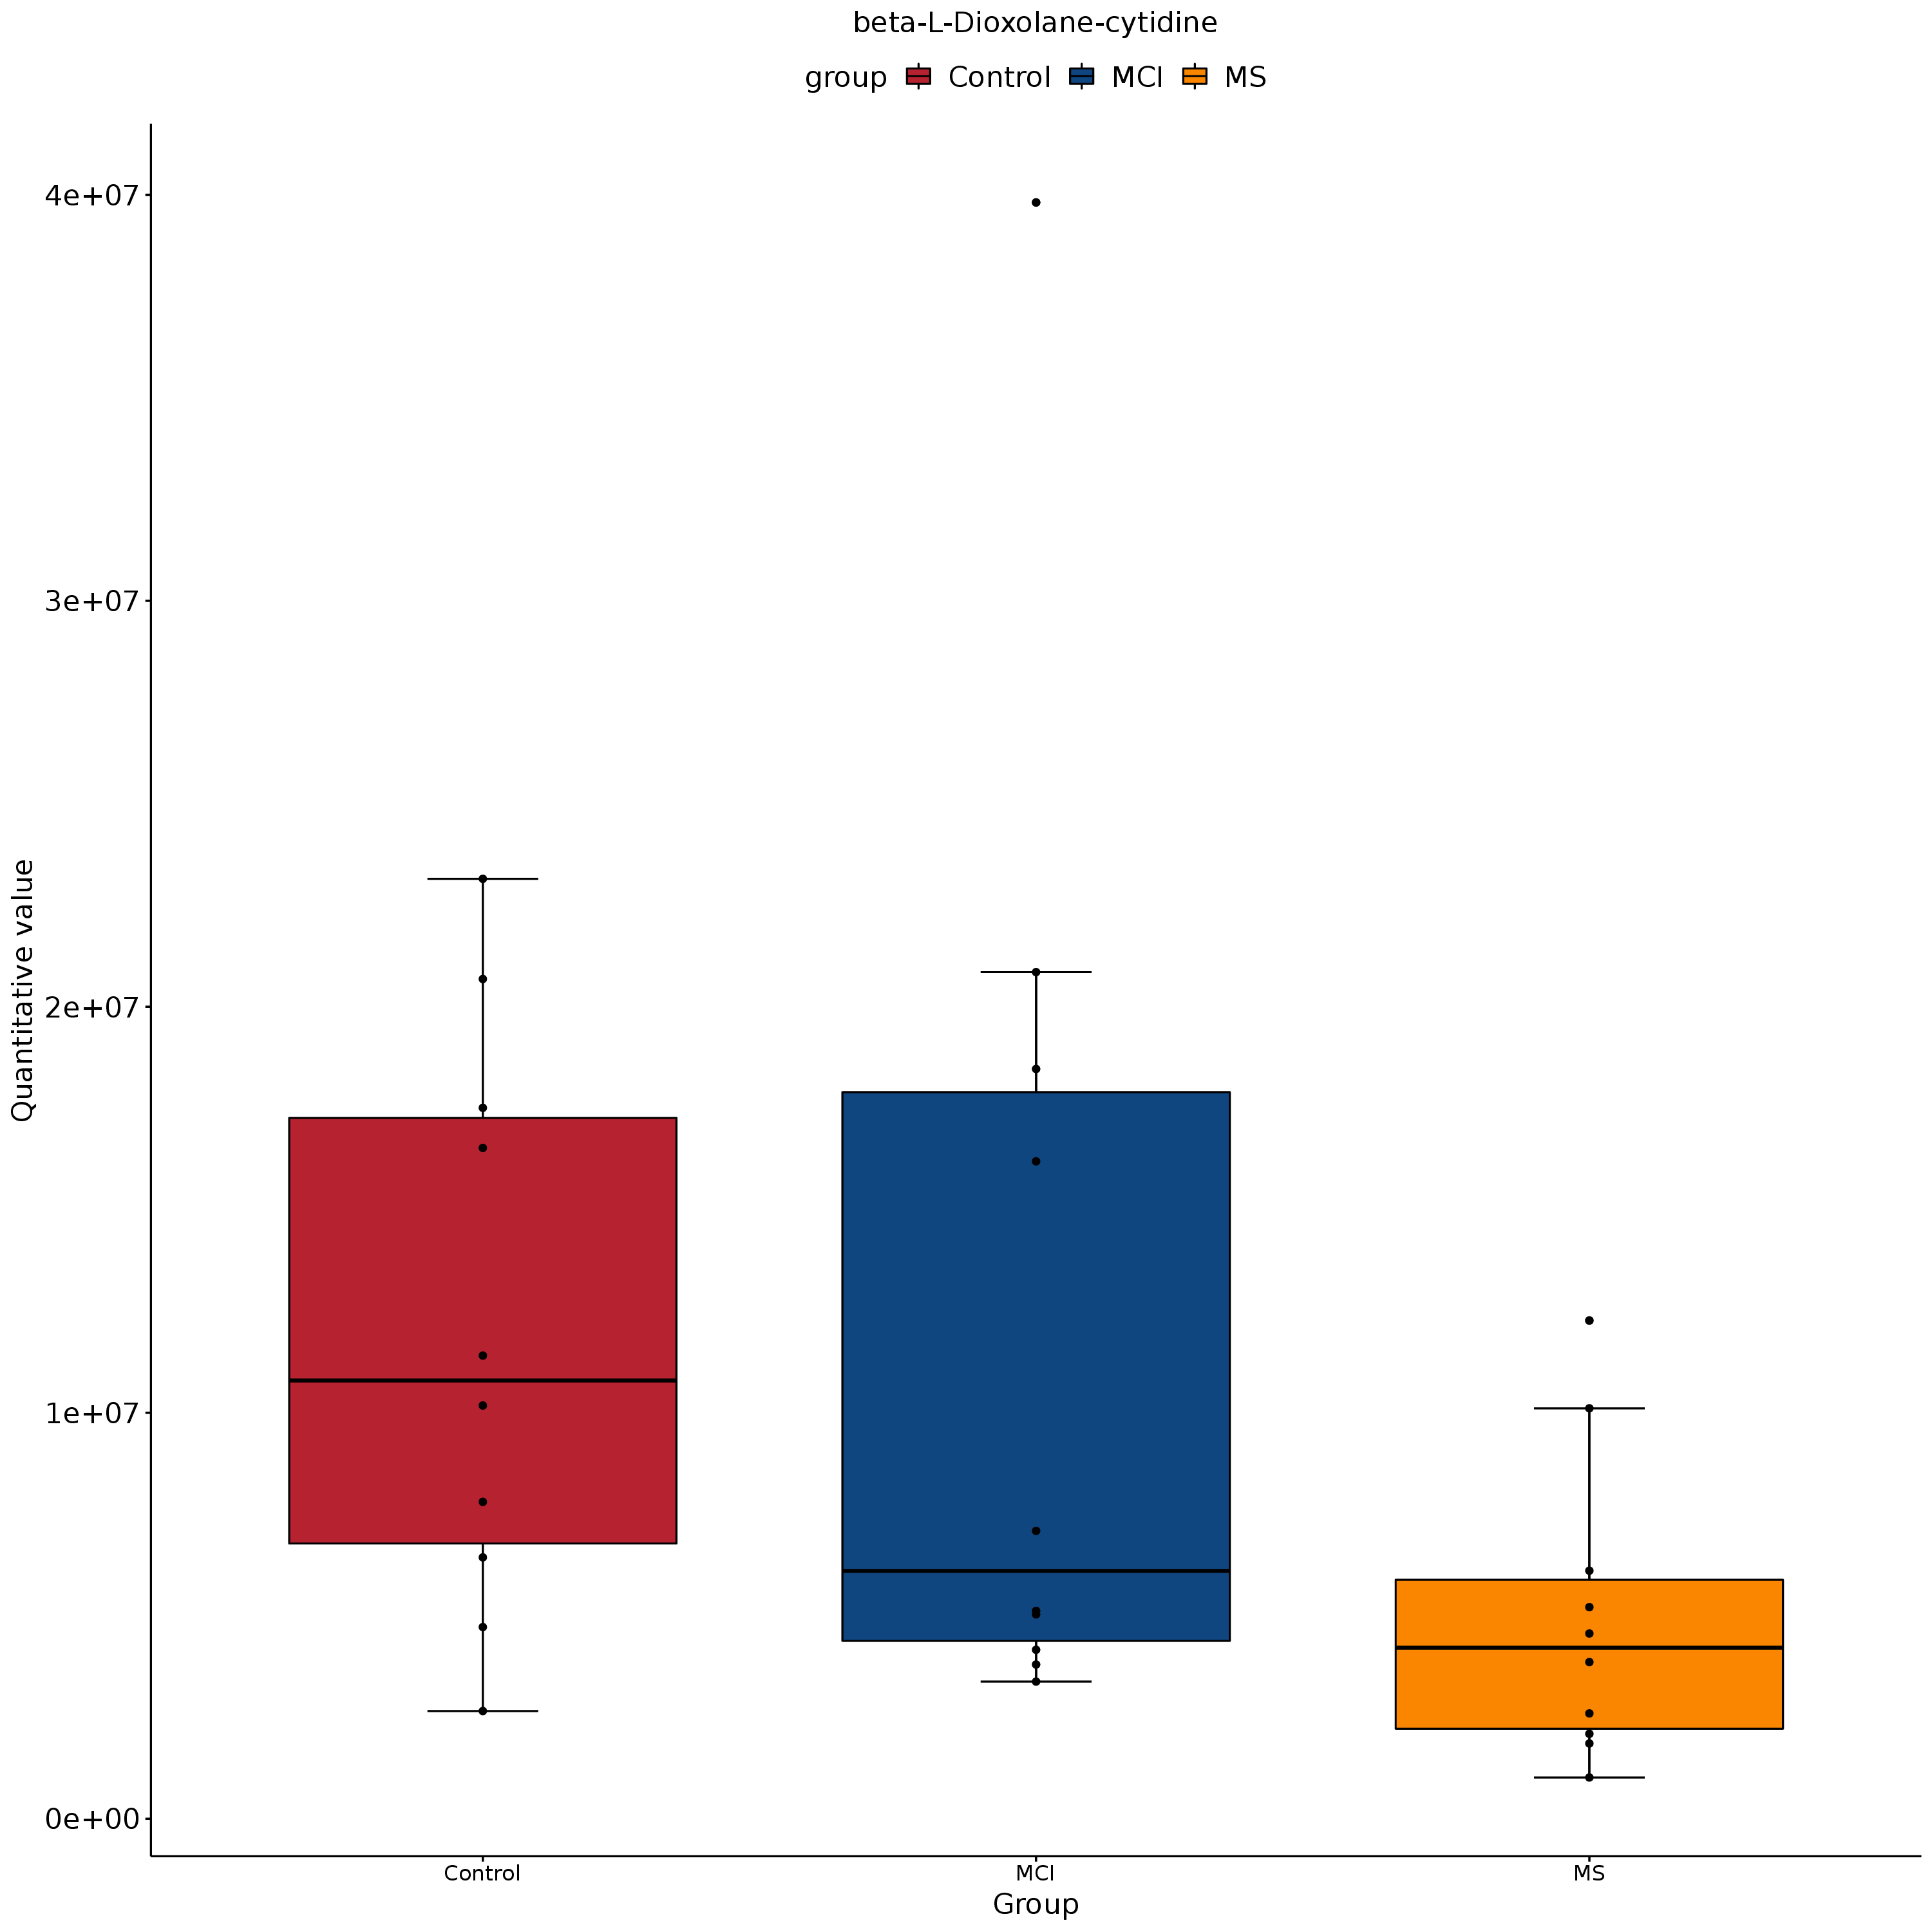 beta-L-Dioxolane-cytidine
group Control MCI MS
4e+07
3e+07
2e+07
1e+07
0e+00
Quantitative value
Control MCI MS
Group